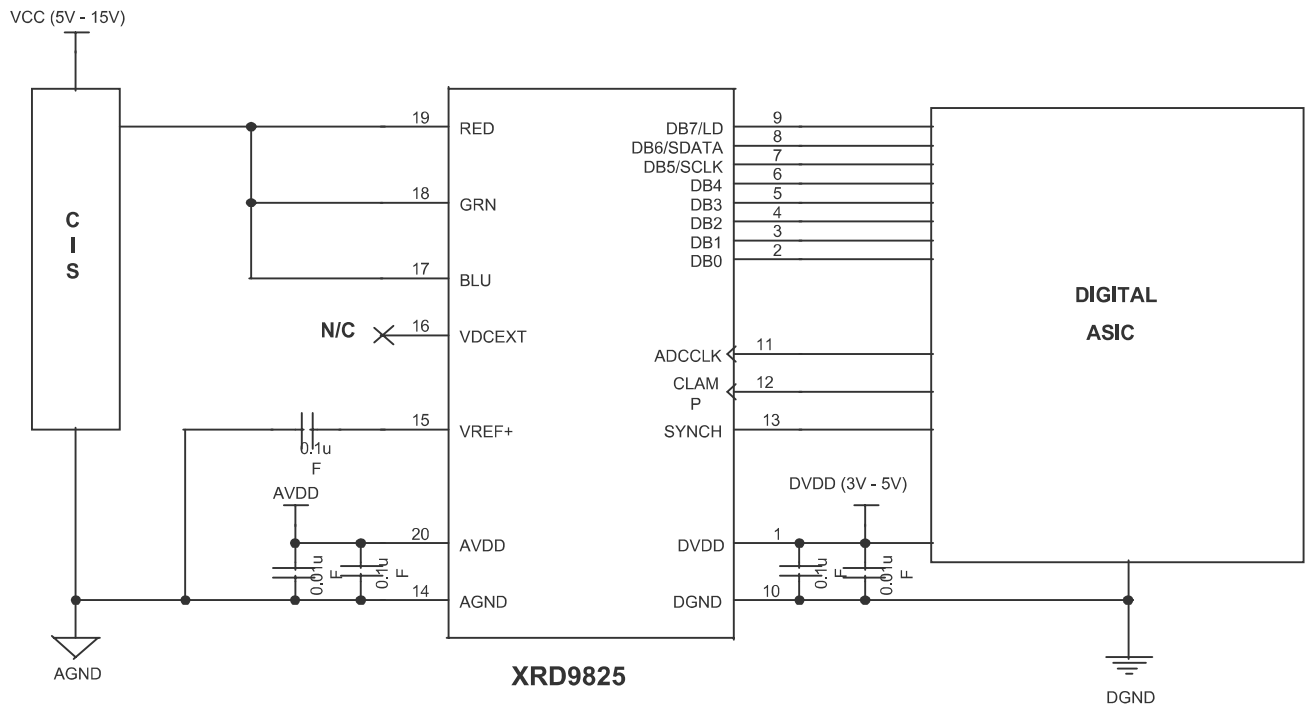 VCC (5V - 15V)
C
I
S
19
RED
18
GRN
17
BLU
N/C
16
VDCEXT
15
VREF+
0.1u
F
AVDD
20
AVDD
0.01u
F
0.1u
F
14
AGND
AGND
XRD9825
DB7/LD
9
DB6/SDATA
8
DB5/SCLK
7
DB4
6
DB3
5
DB2
4
DB1
3
DB0
2
ADCCLK
11
CLAM
P
12
SYNCH
13
DVDD (3V - 5V)
DVDD
1
0.1u
F
0.01u
F
DGND
10
DIGITAL
ASIC
DGND